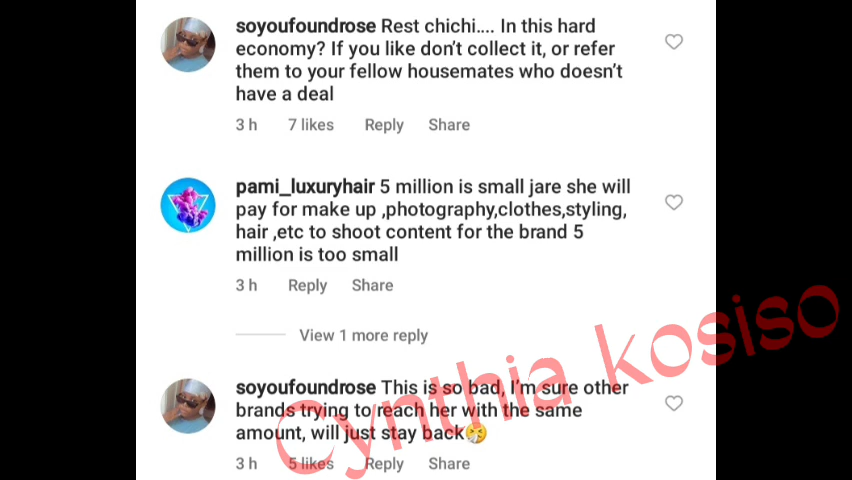 soyoufoundrose Rest chichi.... In this hard
economy? If you like don't collect it, or refer
them to your fellow housemates who doesn't
have a deal
3 h 7 likes Reply Share
pami_luxuryhair 5 million is small jare she will
pay for make up ,photography,clothes,styling,
hair ,etc to shoot content for the brand 5
million is too small
3 h Reply Share
View 1 more reply
soyoufoundrose This is so bad, I'm sure other
brands trying to reach her with the same
amount, will just stay back🤧
3 h 5 likes Reply Share
Cynthia kosiso